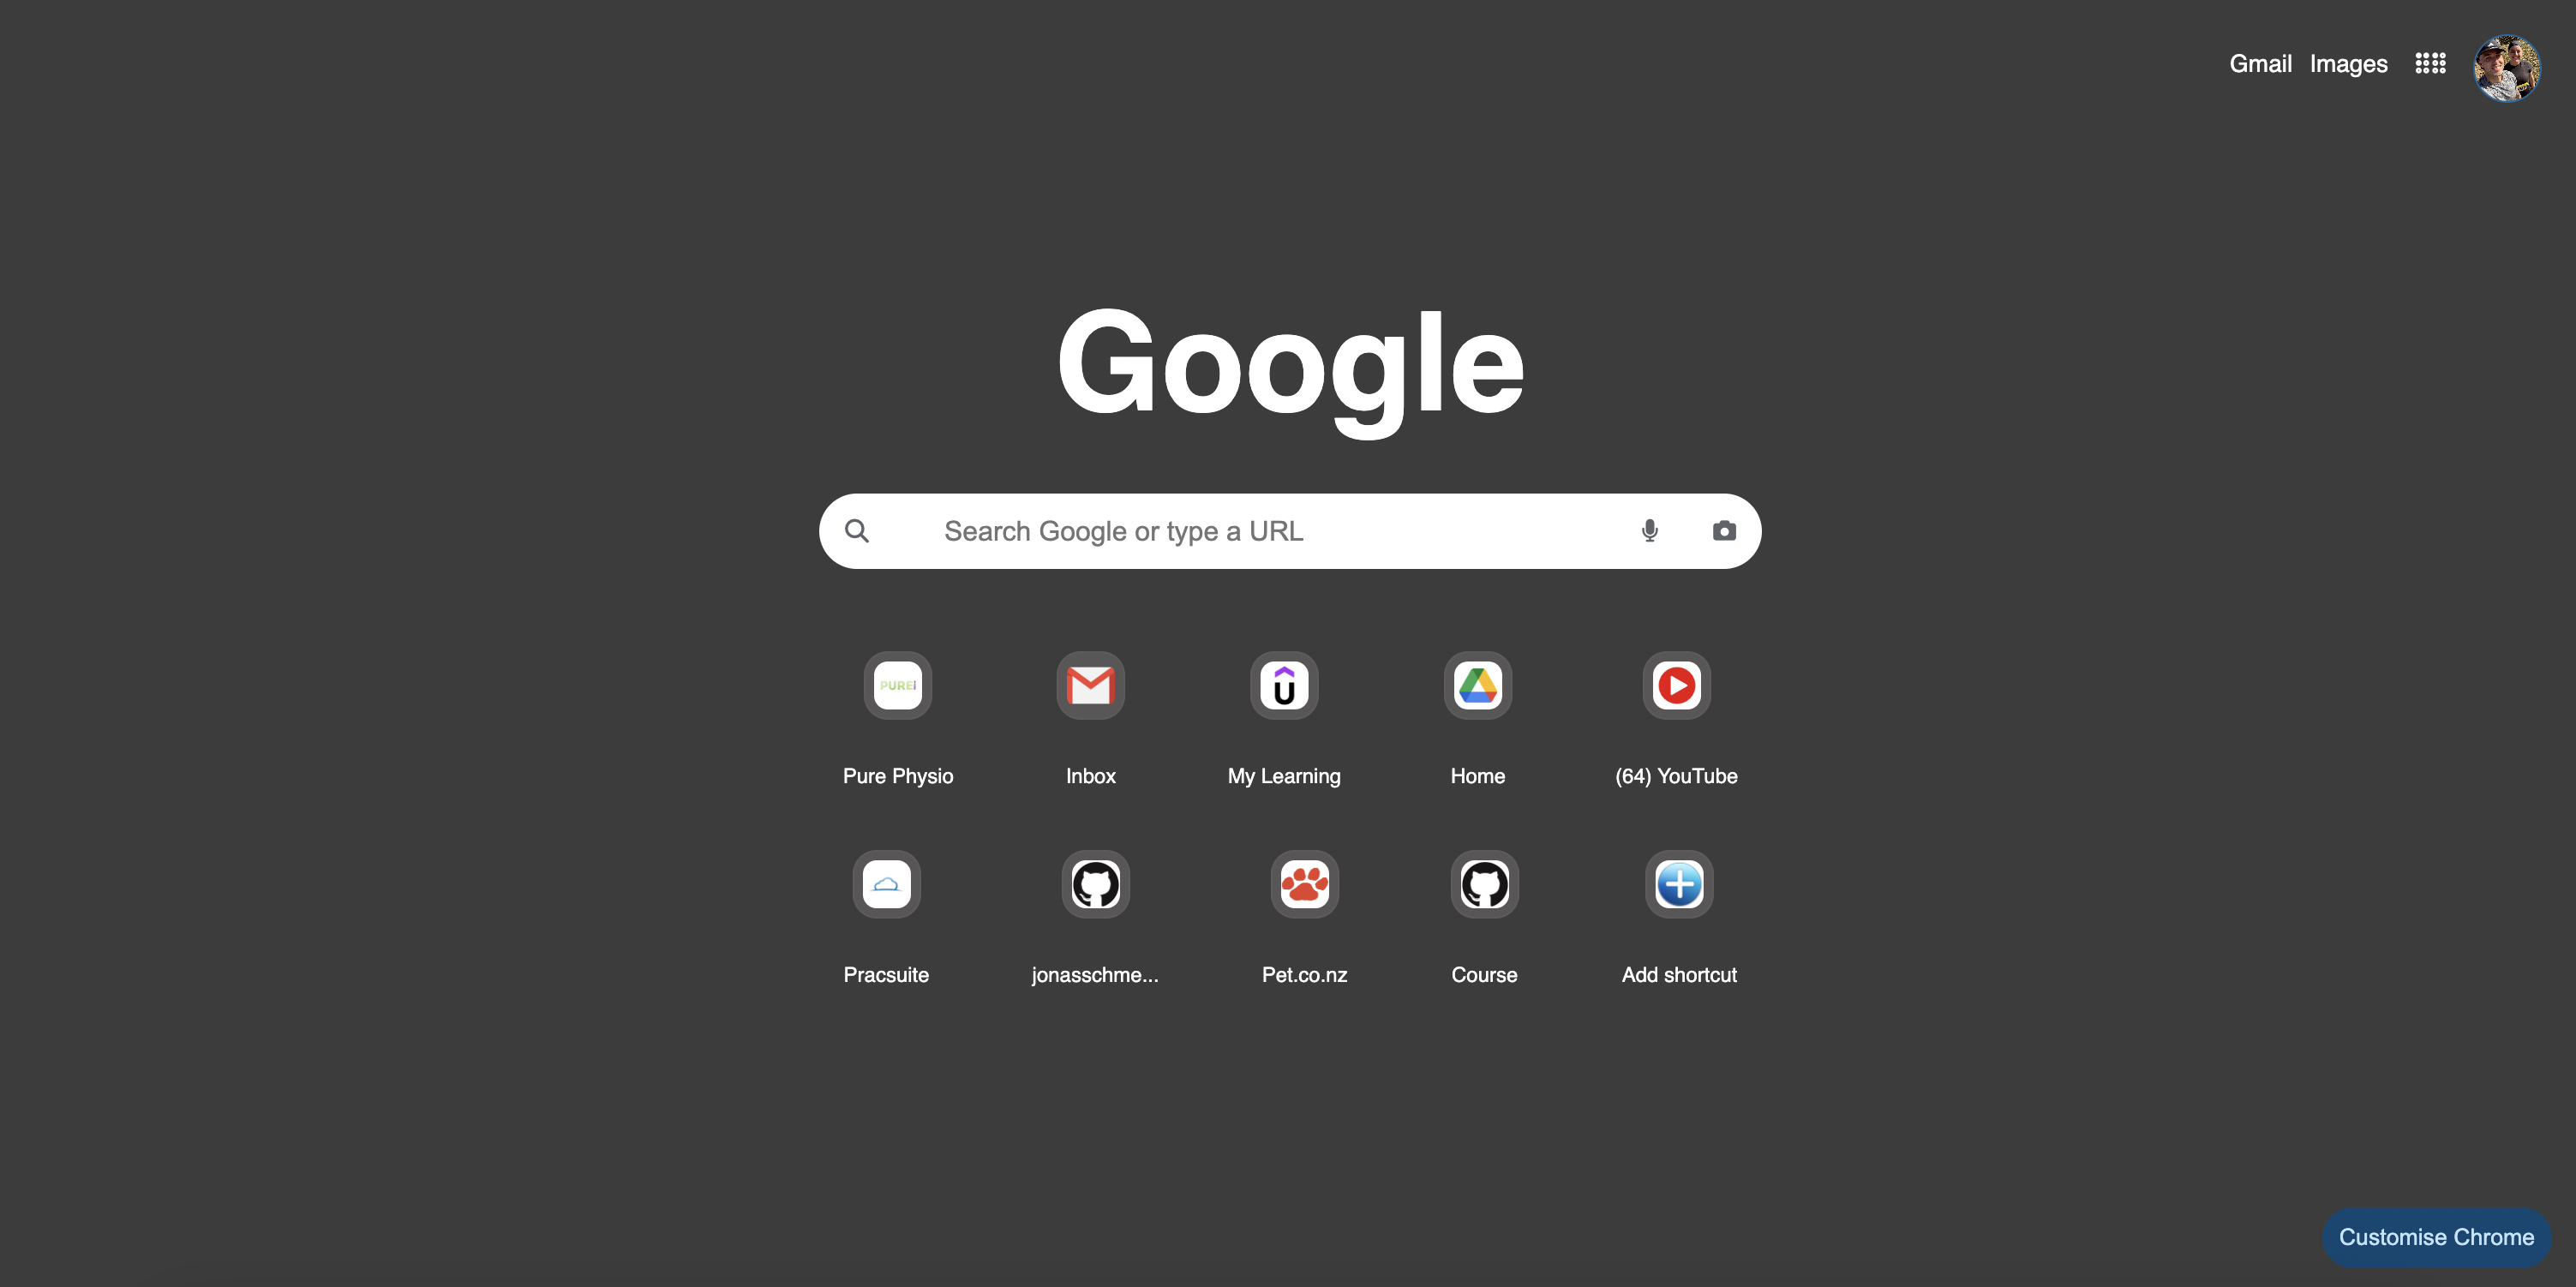 Gmail Images
Google
Search Google or type a URL
PUREi
Pure Physio Inbox My Learning Home (64) YouTube
Pracsuite jonasschme... Pet.co.nz Course Add shortcut
Customise Chrome